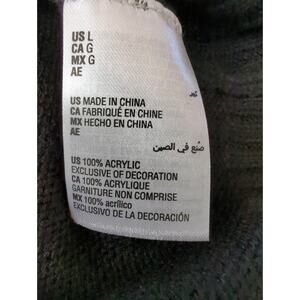 US L
CA G
MX G
AE
US MADE IN CHINA
CA FABRIQUÉ EN CHINE
MX HECHO EN CHINA
AE
صنع في الصين
US 100% ACRYLIC
EXCLUSIVE OF DECORATION
CA 100% ACRYLIQUE
GARNITURE NON COMPRISE
MX 100% acrílico
EXCLUSIVO DE LA DECORACIÓN